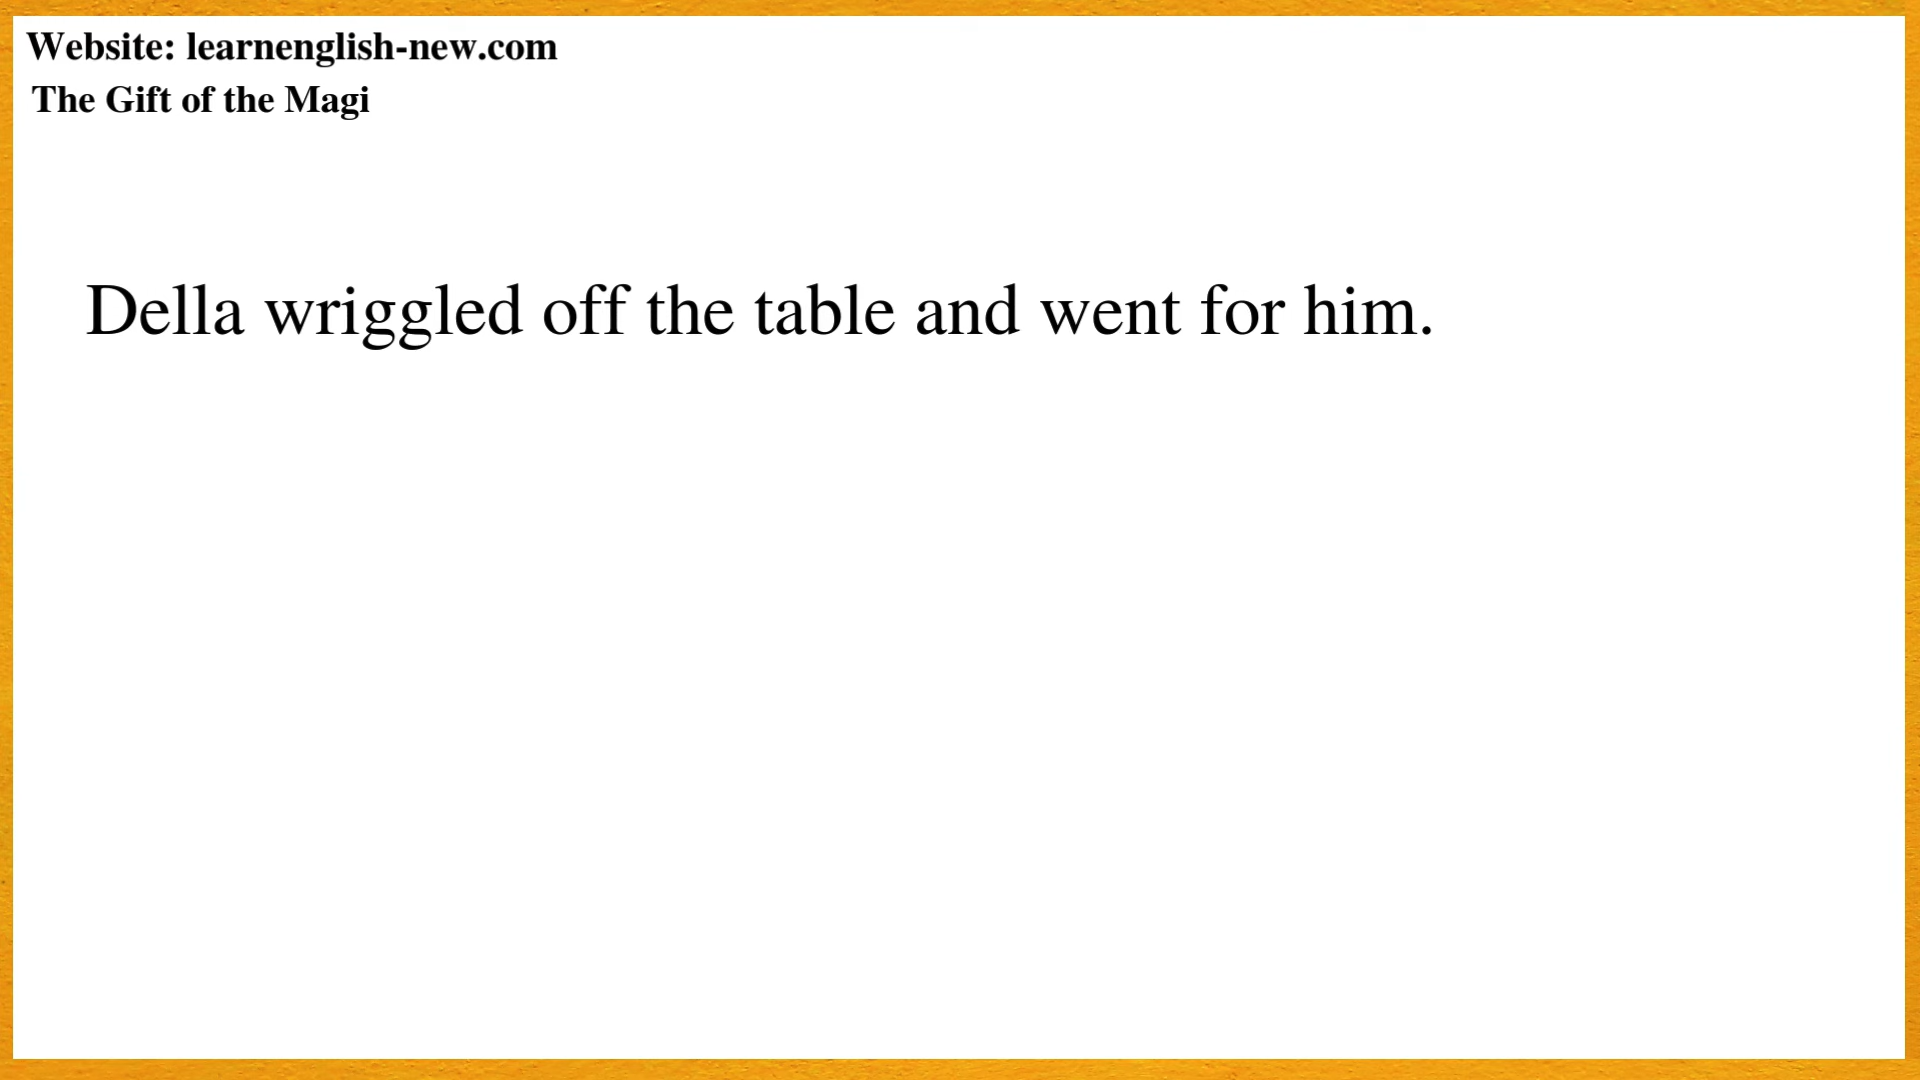 Website: learnenglish-new.com
The Gift of the Magi
Della wriggled off the table and went for him.